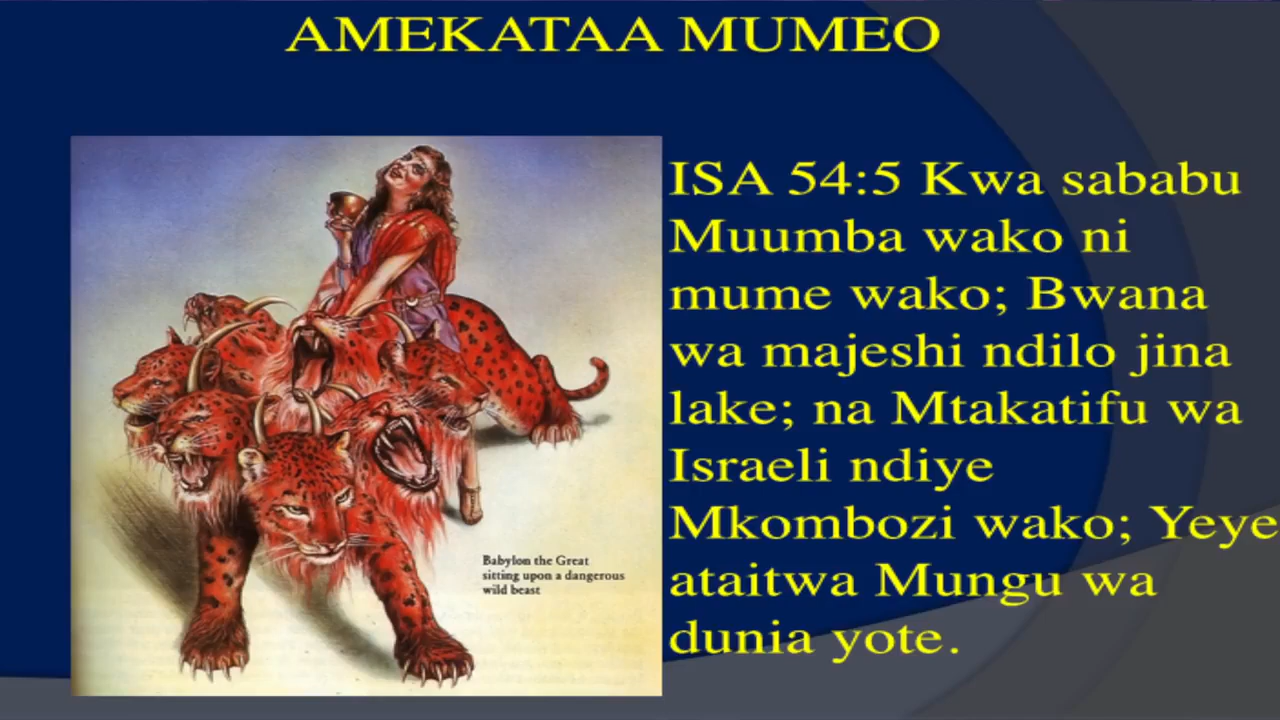 AMEKATAA MUMEO
ISA 54:5 Kwa sababu
Muumba wako ni
mume wako; Bwana
wa majeshi ndilo jina
lake; na Mtakatifu wa
Israeli ndiye
Mkombozi wako; Yeye
ataitwa Mungu wa
dunia yote.
Babylon the Great
sitting upon a dangerous
wild beast